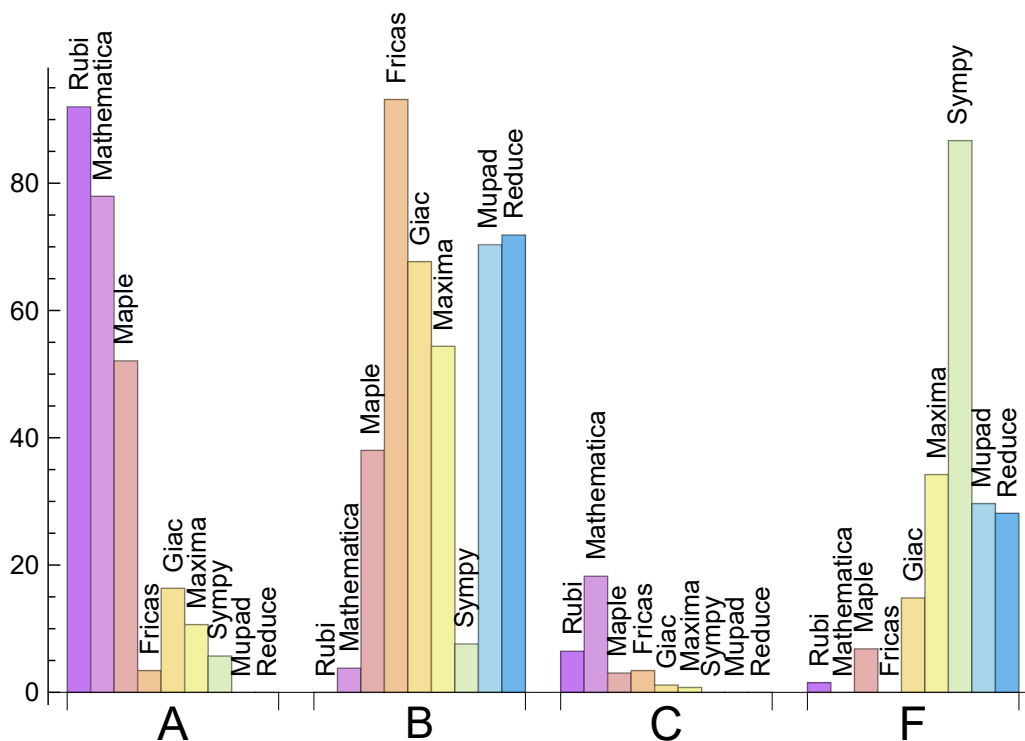 80
60
40
20
0
Rubi
Mathematica
Maple
Fricas
Giac
Maxima
Sympy
Mupad
Reduce
A
Rubi
Mathematica
Maple
Fricas
Giac
Maxima
Sympy
Mupad
Reduce
B
Rubi
Mathematica
Maple
Fricas
Giac
Maxima
Sympy
Mupad
Reduce
C
Rubi
Mathematica
Maple
Fricas
Giac
Maxima
Sympy
Mupad
Reduce
F